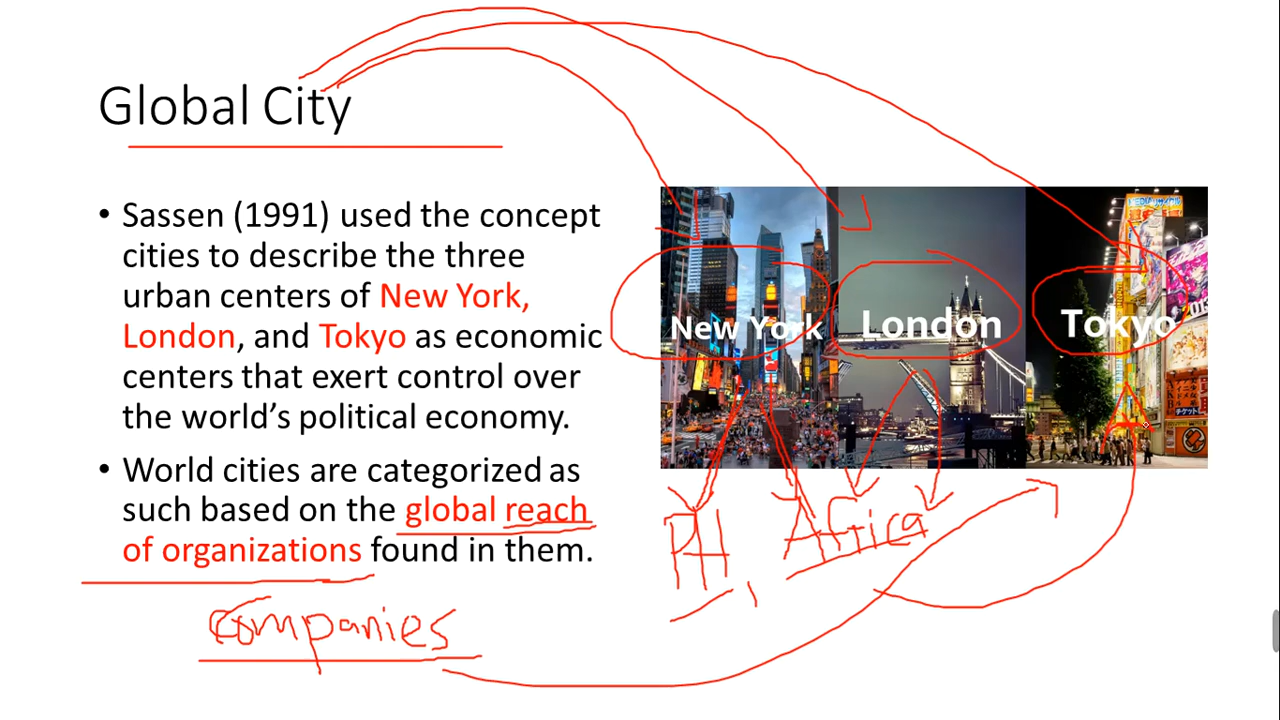 Global City
• Sassen (1991) used the concept
cities to describe the three
urban centers of New York,
London, and Tokyo as economic
centers that exert control over
the world’s political economy.
• World cities are categorized as
such based on the global reach
of organizations found in them.
companies
New York
London
Tokyo
PH, Africa